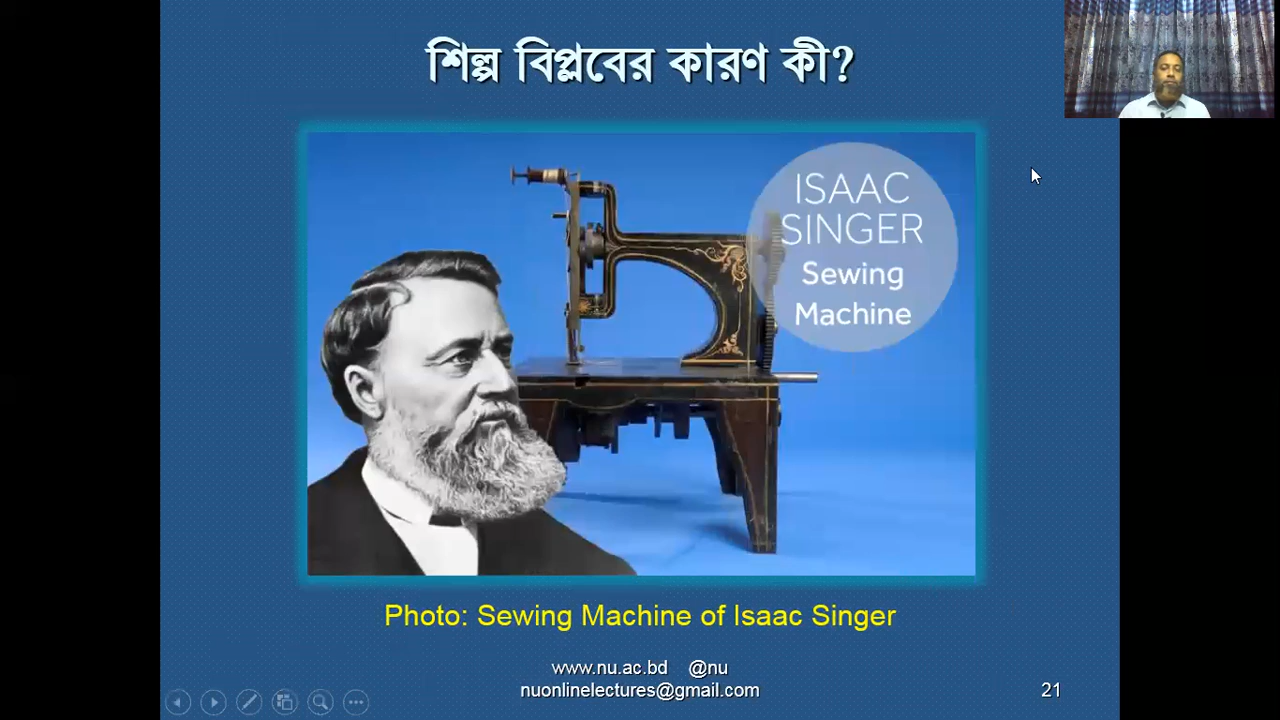 শিল্প বিপ্লবের কারণ কী?
ISAAC
SINGER
Sewing
Machine
Photo: Sewing Machine of Isaac Singer
www.nu.ac.bd @nu
nuonlinelectures@gmail.com
21